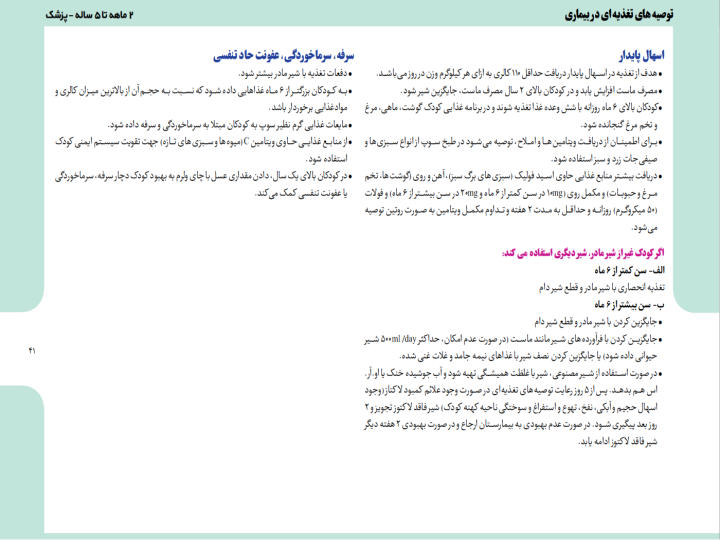 توصیه های تغذیه ای در بیماری
۲ ماهه تا ۵ ساله - پزشک
اسهال پایدار
• هدف از تغذیه در اسهال پایدار دریافت حداقل ۱۱۰ کالری به ازای هر کیلوگرم وزن در روز می‌باشد.
• مصرف ماست افزایش یابد و در کودکان بالای ۲ سال مصرف ماست، جایگزین شیر شود.
• کودکان بالای ۶ ماه روزانه با شش وعده غذا تغذیه شوند و در برنامه غذایی کودک گوشت، ماهی، مرغ
و تخم مرغ گنجانده شود.
• برای اطمینان از دریافت ویتامین ها و املاح، توصیه می‌شود در طبخ سوپ از انواع سبزی‌ها و
صیفی‌جات زرد و سبز استفاده شود.
• دریافت بیشتر منابع غذایی حاوی اسید فولیک (سبزی های برگ سبز)، آهن و روی (گوشت‌ها، تخم
مرغ و حبوبات) و مکمل روی (۱۰mg در سن کمتر از ۶ ماه و ۲۰mg در سن بیشتر از ۶ ماه) و فولات
(۵۰ میکروگرم) روزانه و حداقل به مدت ۲ هفته و تداوم مکمل ویتامین به صورت روتین توصیه
می‌شود.
اگر کودک غیر از شیر مادر، شیر دیگری استفاده می کند:
الف- سن کمتر از ۶ ماه
تغذیه انحصاری با شیر مادر و قطع شیر دام
ب- سن بیشتر از ۶ ماه
• جایگزین کردن با شیر مادر و قطع شیر دام
• جایگزین کردن با فرآورده های شیر مانند ماست (در صورت عدم امکان، حداکثر ۵۰۰ml/day شیر
حیوانی داده شود) یا جایگزین کردن نصف شیر با غذاهای نیمه جامد و غلات غنی شده.
• در صورت استفاده از شیر مصنوعی، شیر با غلظت همیشگی تهیه شود و آب جوشیده خنک یا او. آر.
اس هم بدهد. پس از ۵ روز رعایت توصیه های تغذیه ای در صورت وجود علائم کمبود لاکتاز (وجود
اسهال حجیم و آبکی، نفخ، تهوع و استفراغ و سوختگی ناحیه کهنه کودک) شیر فاقد لاکتوز تجویز و ۲
روز بعد پیگیری شود. در صورت عدم بهبودی به بیمارستان ارجاع و در صورت بهبودی ۲ هفته دیگر
شیر فاقد لاکتوز ادامه یابد.
سرفه، سرماخوردگی، عفونت حاد تنفسی
• دفعات تغذیه با شیر مادر بیشتر شود.
• به کودکان بزرگتر از ۶ ماه غذاهایی داده شود که نسبت به حجم آن از بالاترین میزان کالری و
موادغذایی برخوردار باشد.
• مایعات غذایی گرم نظیر سوپ به کودکان مبتلا به سرماخوردگی و سرفه داده شود.
• از منابع غذایی حاوی ویتامین C (میوه‌ها و سبزی های تازه) جهت تقویت سیستم ایمنی کودک
استفاده شود.
• در کودکان بالای یک سال، دادن مقداری عسل با چای ولرم به بهبود کودک دچار سرفه، سرماخوردگی
یا عفونت تنفسی کمک می‌کند.
۴۱